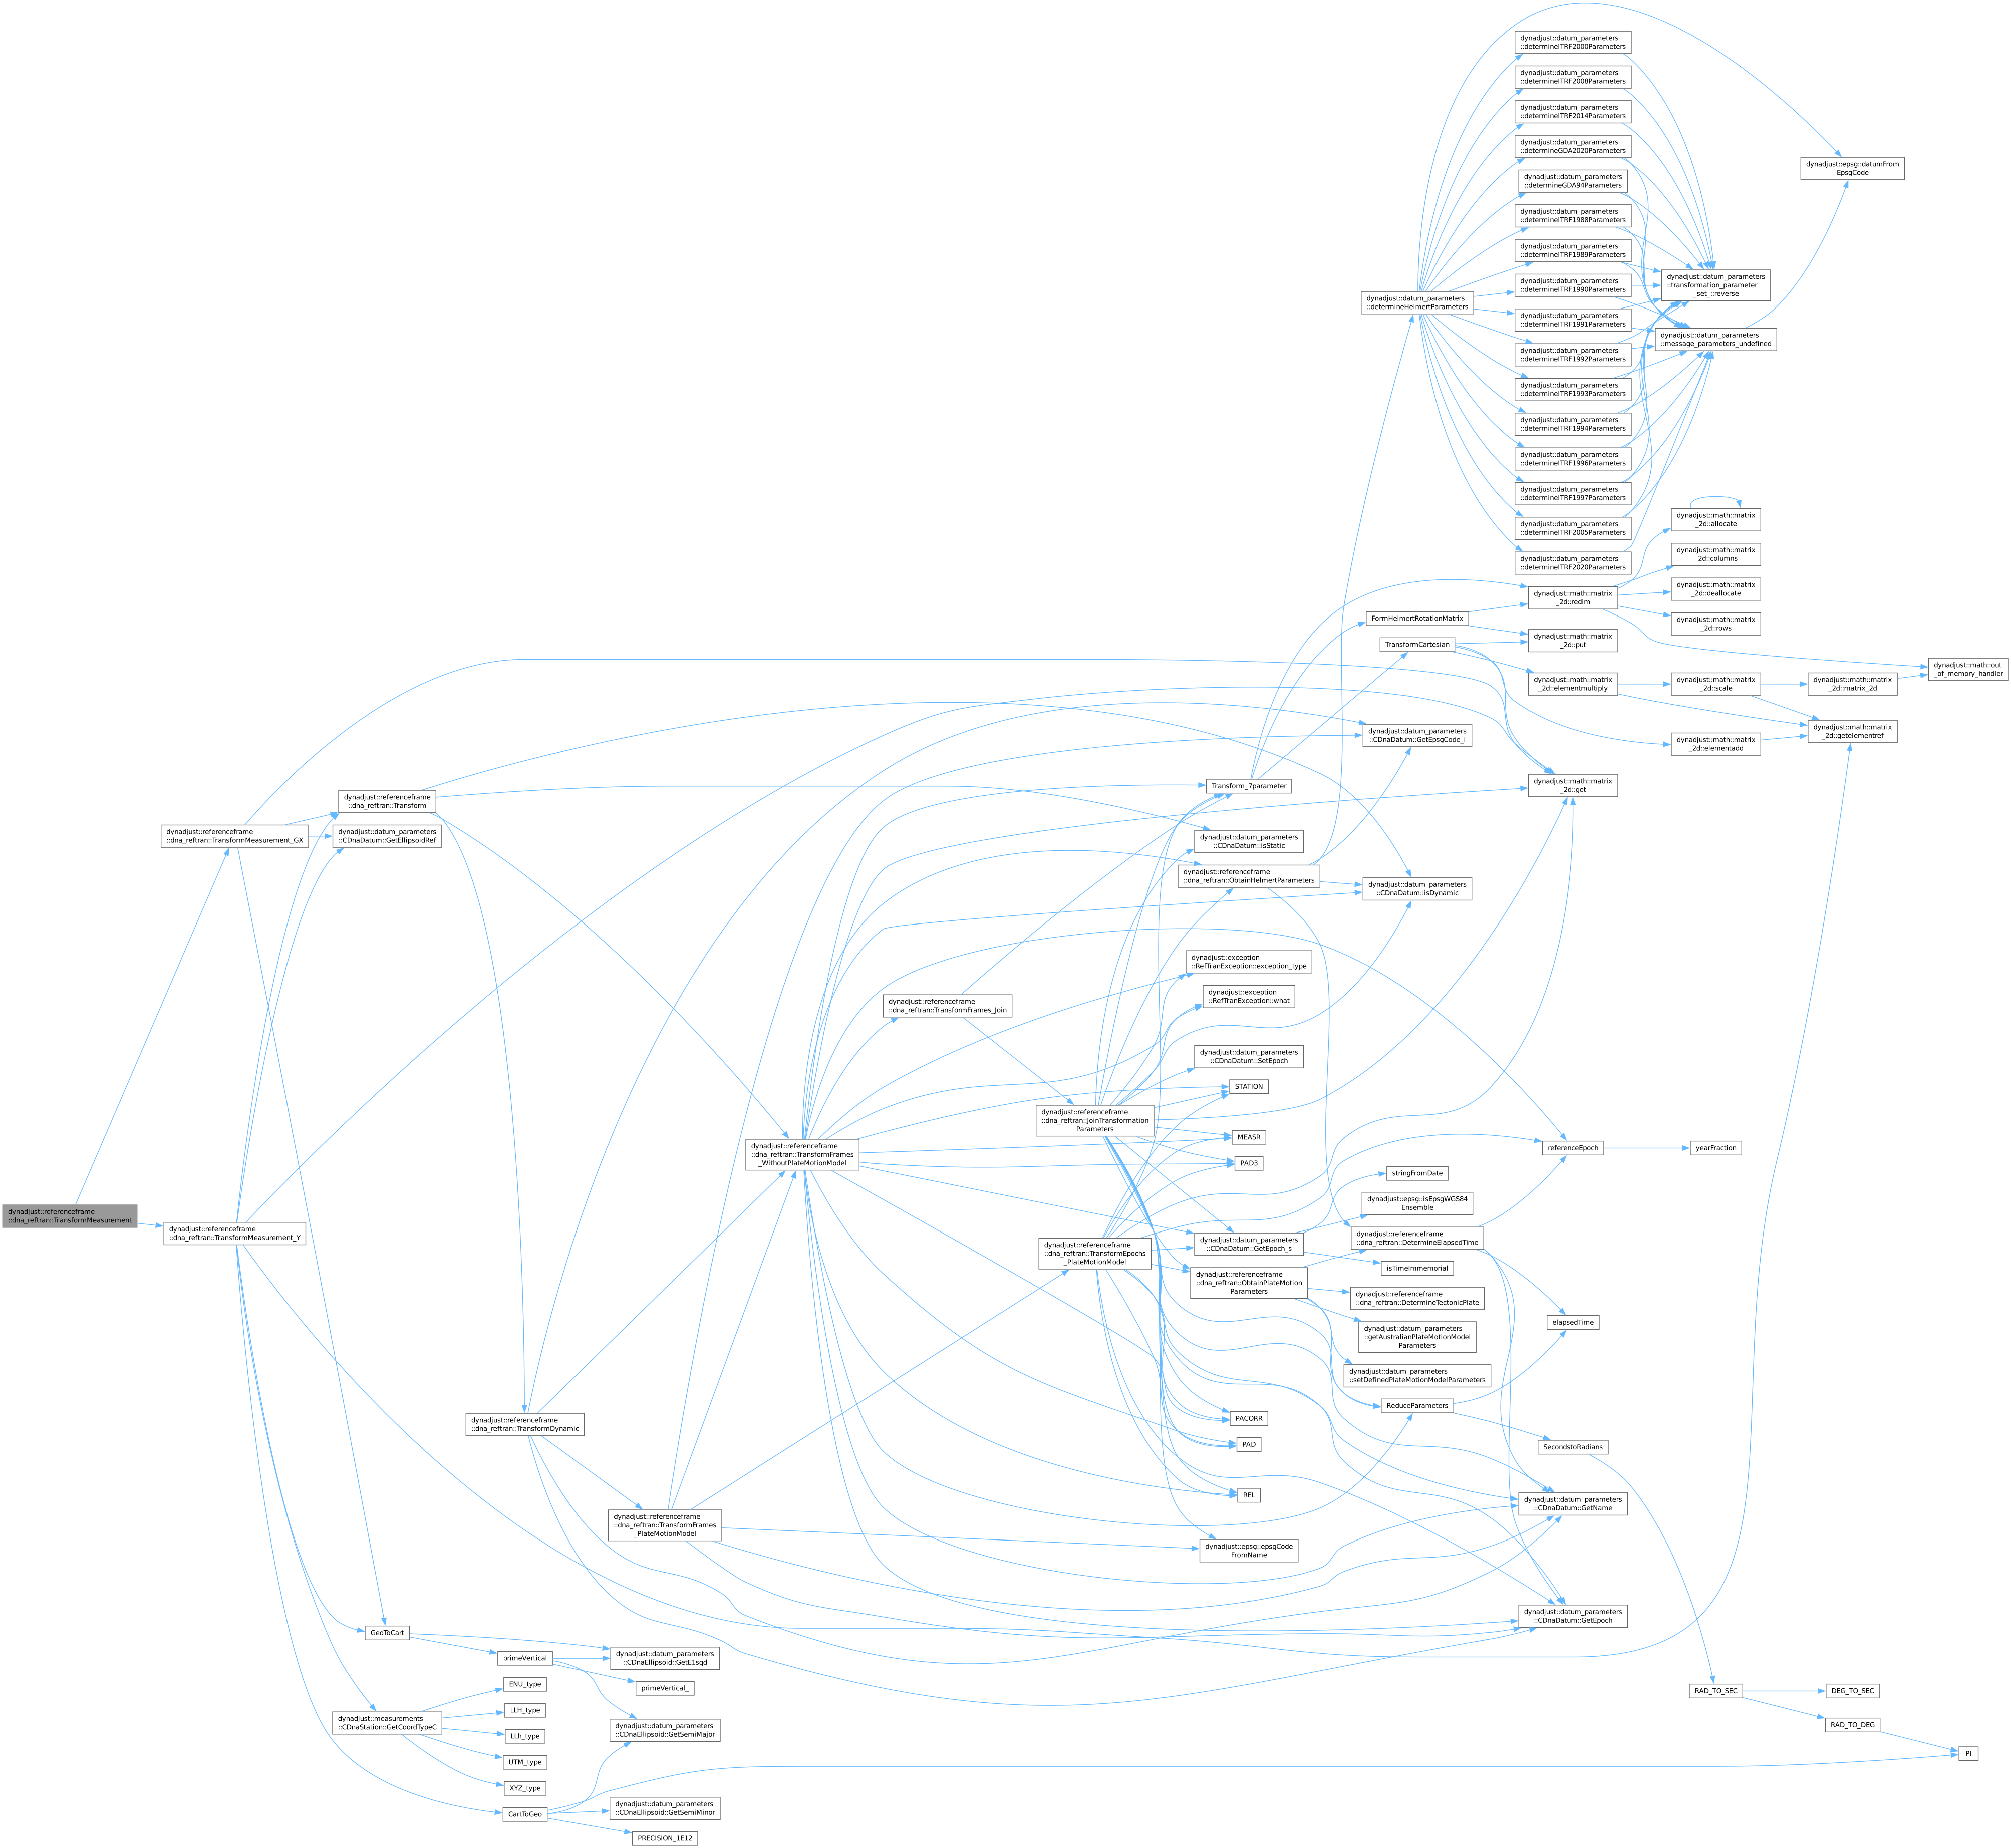 dynadjust::referenceframe
::dna_reftran::TransformMeasurement
dynadjust::referenceframe
::dna_reftran::TransformMeasurement_GX
dynadjust::referenceframe
::dna_reftran::TransformMeasurement_Y
dynadjust::referenceframe
::dna_reftran::Transform
dynadjust::datum_parameters
::CDnaDatum::GetEllipsoidRef
GeoToCart
dynadjust::measurements
::CDnaStation::GetCoordTypeC
dynadjust::referenceframe
::dna_reftran::TransformDynamic
primeVertical
ENU_type
LLH_type
LLh_type
UTM_type
XYZ_type
CartToGeo
dynadjust::referenceframe
::dna_reftran::TransformFrames
_PlateMotionModel
dynadjust::datum_parameters
::CDnaEllipsoid::GetE1sqd
primeVertical_
dynadjust::datum_parameters
::CDnaEllipsoid::GetSemiMajor
dynadjust::datum_parameters
::CDnaEllipsoid::GetSemiMinor
PRECISION_1E12
dynadjust::referenceframe
::dna_reftran::TransformFrames
_WithoutPlateMotionModel
dynadjust::referenceframe
::dna_reftran::TransformFrames_Join
dynadjust::referenceframe
::dna_reftran::JoinTransformation
Parameters
dynadjust::referenceframe
::dna_reftran::TransformEpochs
_PlateMotionModel
dynadjust::datum_parameters
::CDnaDatum::GetEpsgCode_i
Transform_7parameter
dynadjust::datum_parameters
::CDnaDatum::isStatic
dynadjust::referenceframe
::dna_reftran::ObtainHelmertParameters
dynadjust::exception
::RefTranException::exception_type
dynadjust::exception
::RefTranException::what
dynadjust::datum_parameters
::CDnaDatum::SetEpoch
STATION
MEASR
PAD3
dynadjust::datum_parameters
::CDnaDatum::GetEpoch_s
dynadjust::referenceframe
::dna_reftran::ObtainPlateMotion
Parameters
PACORR
PAD
REL
dynadjust::epsg::epsgCode
FromName
dynadjust::datum_parameters
::determineHelmertParameters
FormHelmertRotationMatrix
TransformCartesian
dynadjust::datum_parameters
::CDnaDatum::isDynamic
stringFromDate
dynadjust::epsg::isEpsgWGS84
Ensemble
dynadjust::referenceframe
::dna_reftran::DetermineElapsedTime
isTimeImmemorial
dynadjust::referenceframe
::dna_reftran::DetermineTectonicPlate
dynadjust::datum_parameters
::getAustralianPlateMotionModel
Parameters
dynadjust::datum_parameters
::setDefinedPlateMotionModelParameters
ReduceParameters
dynadjust::datum_parameters
::determineITRF2000Parameters
dynadjust::datum_parameters
::determineITRF2008Parameters
dynadjust::datum_parameters
::determineITRF2014Parameters
dynadjust::datum_parameters
::determineGDA2020Parameters
dynadjust::datum_parameters
::determineGDA94Parameters
dynadjust::datum_parameters
::determineITRF1988Parameters
dynadjust::datum_parameters
::determineITRF1989Parameters
dynadjust::datum_parameters
::determineITRF1990Parameters
dynadjust::datum_parameters
::determineITRF1991Parameters
dynadjust::datum_parameters
::determineITRF1992Parameters
dynadjust::datum_parameters
::determineITRF1993Parameters
dynadjust::datum_parameters
::determineITRF1994Parameters
dynadjust::datum_parameters
::determineITRF1996Parameters
dynadjust::datum_parameters
::determineITRF1997Parameters
dynadjust::datum_parameters
::determineITRF2005Parameters
dynadjust::datum_parameters
::determineITRF2020Parameters
dynadjust::math::matrix
_2d::redim
dynadjust::math::matrix
_2d::put
dynadjust::math::matrix
_2d::elementmultiply
dynadjust::math::matrix
_2d::get
referenceEpoch
elapsedTime
SecondstoRadians
dynadjust::datum_parameters
::CDnaDatum::GetName
dynadjust::datum_parameters
::CDnaDatum::GetEpoch
dynadjust::datum_parameters
::transformation_parameter
_set_::reverse
dynadjust::datum_parameters
::message_parameters_undefined
dynadjust::math::matrix
_2d::allocate
dynadjust::math::matrix
_2d::columns
dynadjust::math::matrix
_2d::deallocate
dynadjust::math::matrix
_2d::rows
dynadjust::math::matrix
_2d::scale
dynadjust::math::matrix
_2d::elementadd
yearFraction
RAD_TO_SEC
dynadjust::epsg::datumFrom
EpsgCode
dynadjust::math::matrix
_2d::matrix_2d
dynadjust::math::matrix
_2d::getelementref
DEG_TO_SEC
RAD_TO_DEG
dynadjust::math::out
_of_memory_handler
PI